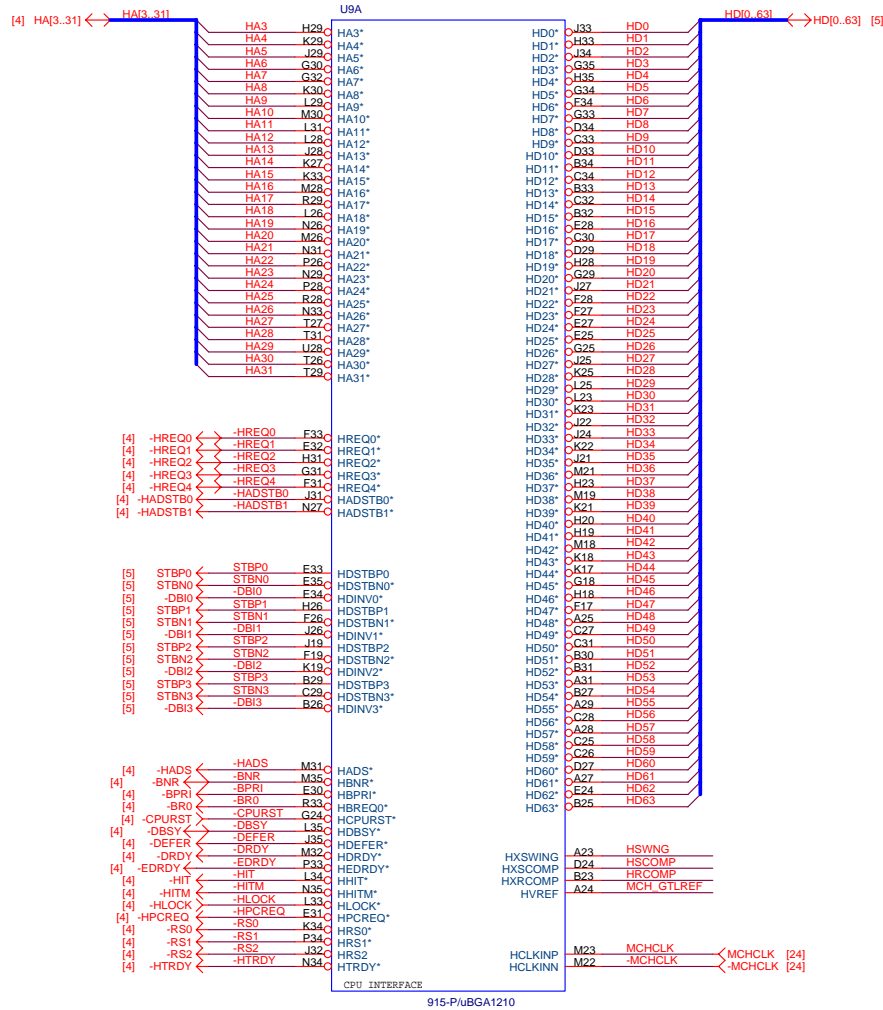 U9A
[4] HA[3..31] HA[3..31] HD[0..63] HD[0..63] [5]
HA3 H29 HA3* HD0* J33 HD0
HA4 K29 HA4* HD1* H33 HD1
HA5 J29 HA5* HD2* J34 HD2
HA6 G30 HA6* HD3* G35 HD3
HA7 G32 HA7* HD4* H35 HD4
HA8 K30 HA8* HD5* G34 HD5
HA9 L29 HA9* HD6* F34 HD6
HA10 M30 HA10* HD7* G33 HD7
HA11 L31 HA11* HD8* D34 HD8
HA12 L28 HA12* HD9* C33 HD9
HA13 J28 HA13* HD10* D33 HD10
HA14 K27 HA14* HD11* B34 HD11
HA15 K33 HA15* HD12* C34 HD12
HA16 M28 HA16* HD13* B33 HD13
HA17 R29 HA17* HD14* C32 HD14
HA18 L26 HA18* HD15* B32 HD15
HA19 N26 HA19* HD16* E28 HD16
HA20 M26 HA20* HD17* C30 HD17
HA21 N31 HA21* HD18* D29 HD18
HA22 P26 HA22* HD19* H28 HD19
HA23 N29 HA23* HD20* G29 HD20
HA24 P28 HA24* HD21* J27 HD21
HA25 R28 HA25* HD22* F28 HD22
HA26 N33 HA26* HD23* F27 HD23
HA27 T27 HA27* HD24* E27 HD24
HA28 T31 HA28* HD25* E25 HD25
HA29 U28 HA29* HD26* G25 HD26
HA30 T26 HA30* HD27* J25 HD27
HA31 T29 HA31* HD28* K25 HD28
HD29* L25 HD29
HD30* L23 HD30
HD31* K23 HD31
HD32* J22 HD32
[4] -HREQ0 -HREQ0 F33 HREQ0* HD33* J24 HD33
[4] -HREQ1 -HREQ1 E32 HREQ1* HD34* K22 HD34
[4] -HREQ2 -HREQ2 H31 HREQ2* HD35* J21 HD35
[4] -HREQ3 -HREQ3 G31 HREQ3* HD36* M21 HD36
[4] -HREQ4 -HREQ4 F31 HREQ4* HD37* H23 HD37
[4] -HADSTB0 -HADSTB0 J31 HADSTB0* HD38* M19 HD38
[4] -HADSTB1 -HADSTB1 N27 HADSTB1* HD39* K21 HD39
HD40* H20 HD40
HD41* H19 HD41
HD42* M18 HD42
HD43* K18 HD43
[5] STBP0 STBP0 E33 HDSTBP0 HD44* K17 HD44
[5] STBN0 STBN0 E35 HDSTBN0* HD45* G18 HD45
[5] -DBI0 -DBI0 E34 HDINV0* HD46* H18 HD46
[5] STBP1 STBP1 H26 HDSTBP1 HD47* F17 HD47
[5] STBN1 STBN1 F26 HDSTBN1* HD48* A25 HD48
[5] -DBI1 -DBI1 J26 HDINV1* HD49* C27 HD49
[5] STBP2 STBP2 J19 HDSTBP2 HD50* C31 HD50
[5] STBN2 STBN2 F19 HDSTBN2* HD51* B30 HD51
[5] -DBI2 -DBI2 K19 HDINV2* HD52* B31 HD52
[5] STBP3 STBP3 B29 HDSTBP3 HD53* A31 HD53
[5] STBN3 STBN3 C29 HDSTBN3* HD54* B27 HD54
[5] -DBI3 -DBI3 B26 HDINV3* HD55* A29 HD55
HD56* C28 HD56
HD57* A28 HD57
HD58* C25 HD58
HD59* C26 HD59
[4] -HADS -HADS M31 HADS* HD60* D27 HD60
[4] -BNR -BNR M35 HBNR* HD61* A27 HD61
[4] -BPRI -BPRI E30 HBPRI* HD62* E24 HD62
[4] -BR0 -BR0 R33 HBREQ0* HD63* B25 HD63
[4] -CPURST -CPURST G24 HCPURST*
[4] -DBSY -DBSY L35 HDBSY*
[4] -DEFER -DEFER J35 HDEFER*
[4] -DRDY -DRDY M32 HDRDY* HXSWING A23 HSWNG
[4] -EDRDY -EDRDY P33 HEDRDY* HXSCOMP D24 HSCOMP
[4] -HIT -HIT L34 HHIT* HXRCOMP B23 HRCOMP
[4] -HITM -HITM N35 HHITM* HVREF A24 MCH_GTLREF
[4] -HLOCK -HLOCK L33 HLOCK*
[4] -HPCREQ -HPCREQ E31 HPCREQ*
[4] -RS0 -RS0 K34 HRS0*
[4] -RS1 -RS1 P34 HRS1*
[4] -RS2 -RS2 J32 HRS2 HCLKINP M23 MCHCLK MCHCLK [24]
[4] -HTRDY -HTRDY N34 HTRDY* HCLKINN M22 -MCHCLK -MCHCLK [24]
CPU INTERFACE
915-P/uBGA1210